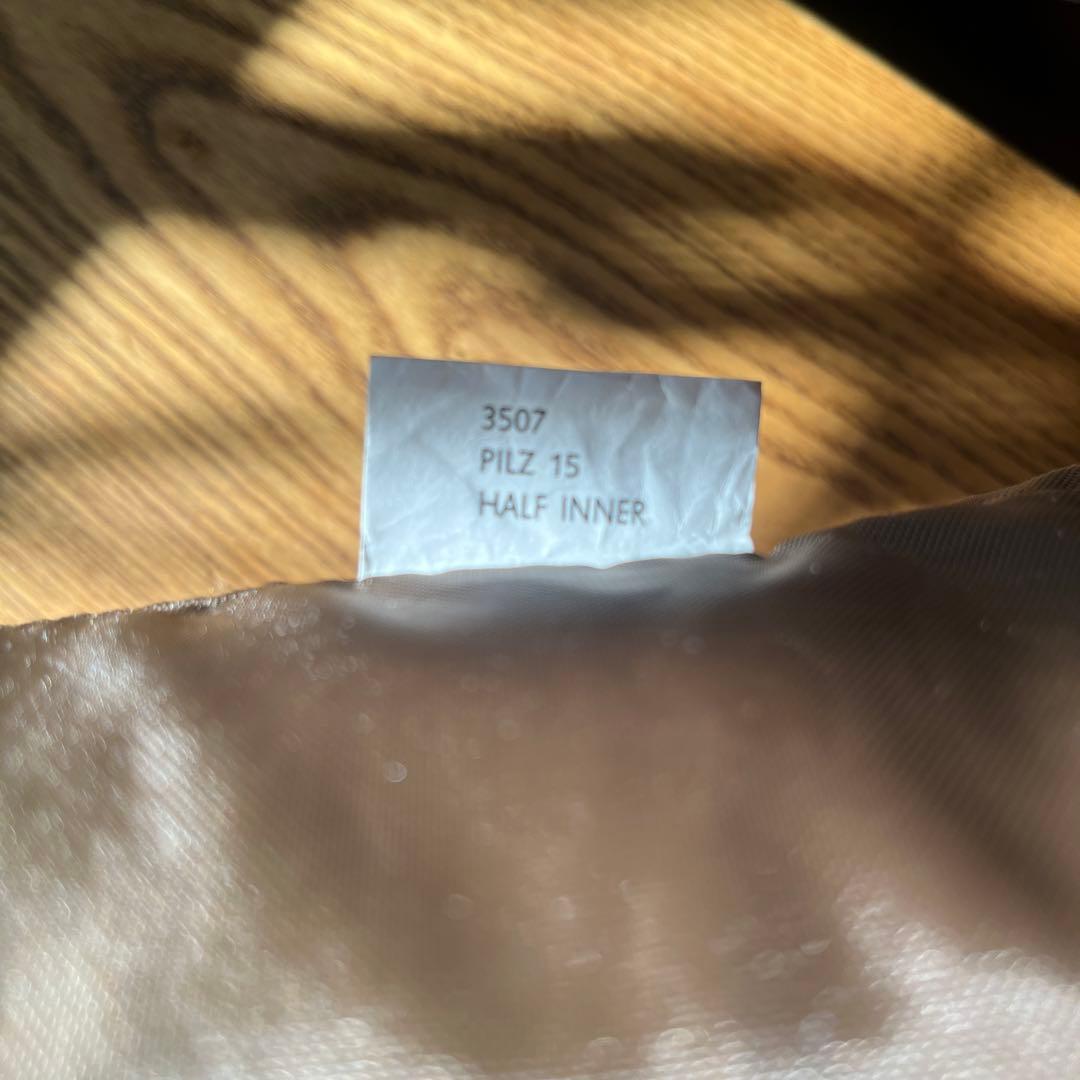 3507
PILZ 15
HALF INNER